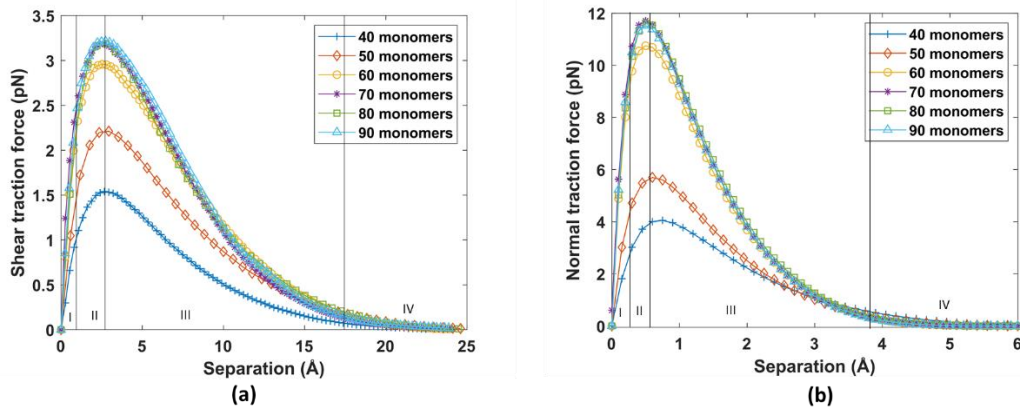 Shear traction force (pN)
3.5
3
2.5
2
1.5
1
0.5
0
40 monomers
50 monomers
60 monomers
70 monomers
80 monomers
90 monomers
I
II
III
IV
0
5
10
15
20
25
Separation (Å)
(a)
Normal traction force (pN)
12
10
8
6
4
2
0
40 monomers
50 monomers
60 monomers
70 monomers
80 monomers
90 monomers
I
II
III
IV
0
1
2
3
4
5
6
Separation (Å)
(b)